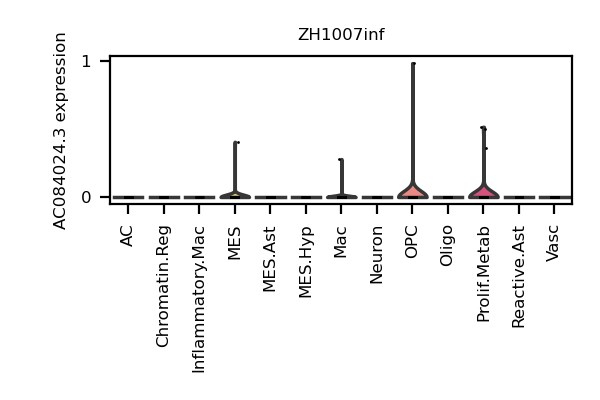 ZH1007inf
AC084024.3 expression
1
0
AC
Chromatin.Reg
Inflammatory.Mac
MES
MES.Ast
MES.Hyp
Mac
Neuron
OPC
Oligo
Prolif.Metab
Reactive.Ast
Vasc